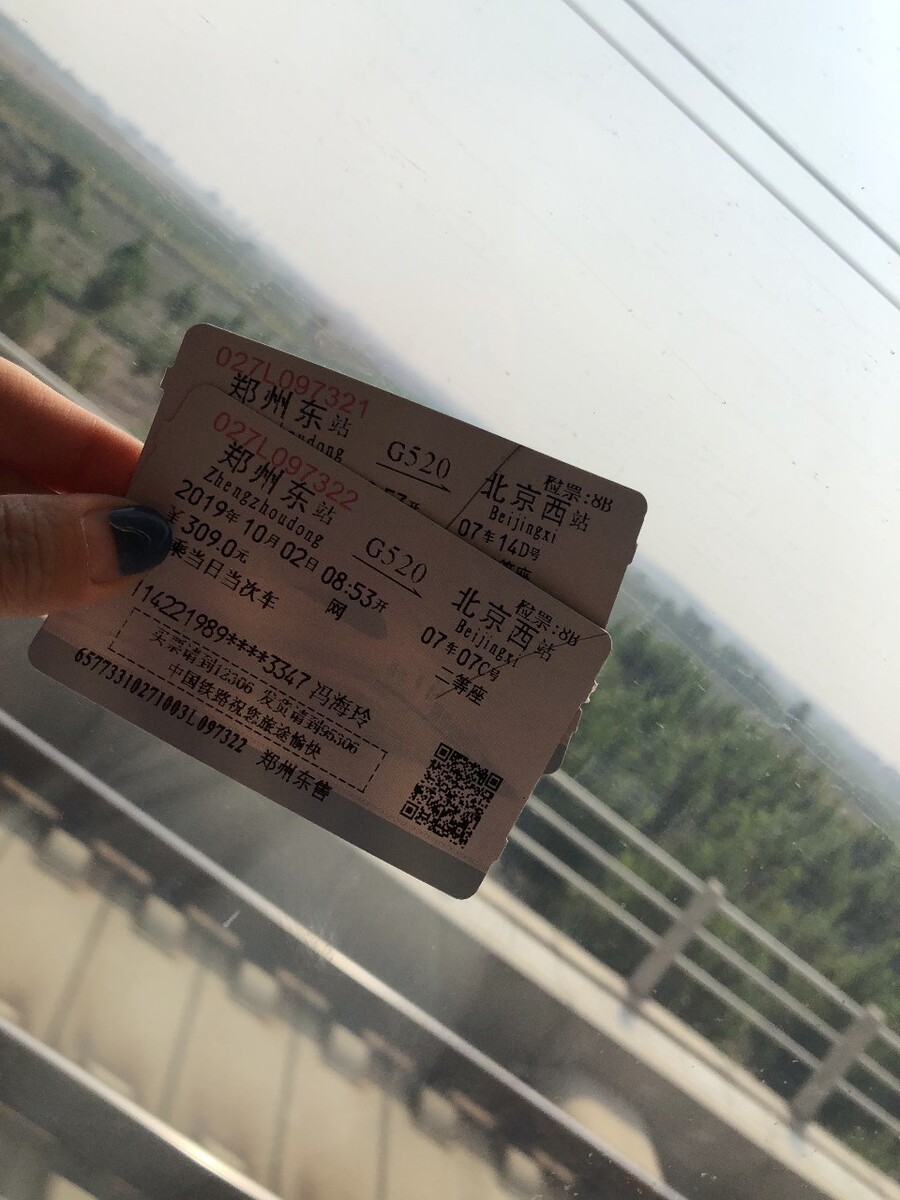 027L097321
郑州东站
G520
北京西站
Beijingxi
检票:8B
07车14D号
027L097322
郑州东站
Zhengzhoudong
G520
北京西站
Beijingxi
检票:8B
2019年10月02日08:53开
07车07C号
￥309.0元
网
二等座
乘当日当次车
114221989****3347 冯海玲
买票请到12306 发货请到95306
中国铁路祝您旅途愉快
65773310271003L097322 郑州东售